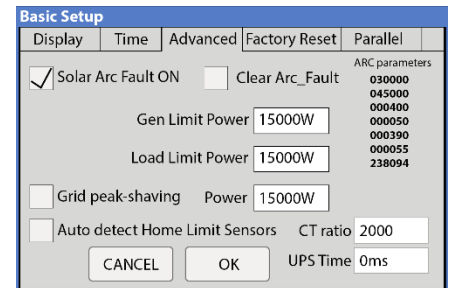 Basic Setup
Display Time Advanced Factory Reset Parallel
Solar Arc Fault ON Clear Arc_Fault
ARC parameters
030000
045000
000400
000050
000390
000055
238094
Gen Limit Power 15000W
Load Limit Power 15000W
Grid peak-shaving Power 15000W
Auto detect Home Limit Sensors CT ratio 2000
CANCEL OK UPS Time 0ms